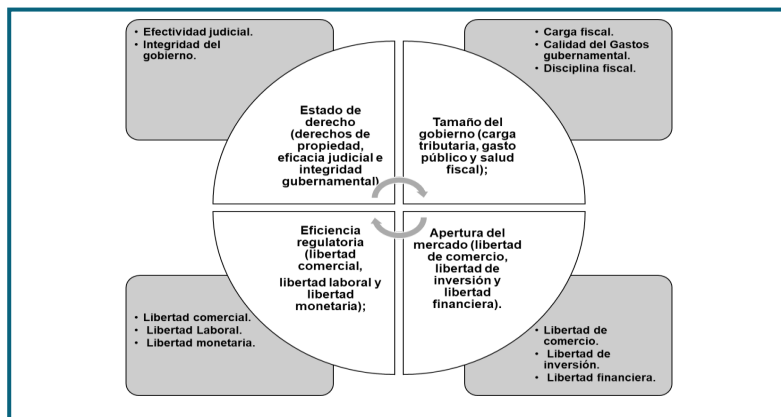 • Efectividad judicial.
• Integridad del
gobierno.
• Carga fiscal.
• Calidad del Gastos
gubernamental.
• Disciplina fiscal.
Estado de
derecho
(derechos de
propiedad,
eficacia judicial e
integridad
gubernamental)
Tamaño del
gobierno (carga
tributaria, gasto
público y salud
fiscal);
Eficiencia
regulatoria
(libertad
comercial,
libertad laboral y
libertad
monetaria);
Apertura del
mercado (libertad
de comercio,
libertad de
inversión y
libertad
financiera).
• Libertad comercial.
• Libertad Laboral.
• Libertad monetaria.
• Libertad de
comercio.
• Libertad de
inversión.
• Libertad financiera.